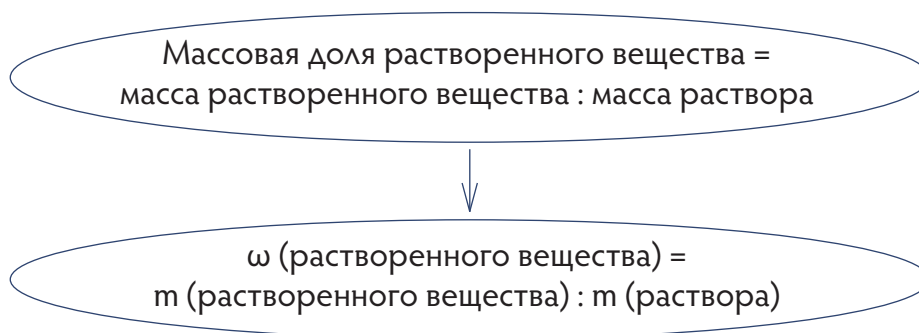 Массовая доля растворенного вещества =
масса растворенного вещества : масса раствора
ω (растворенного вещества) =
m (растворенного вещества) : m (раствора)